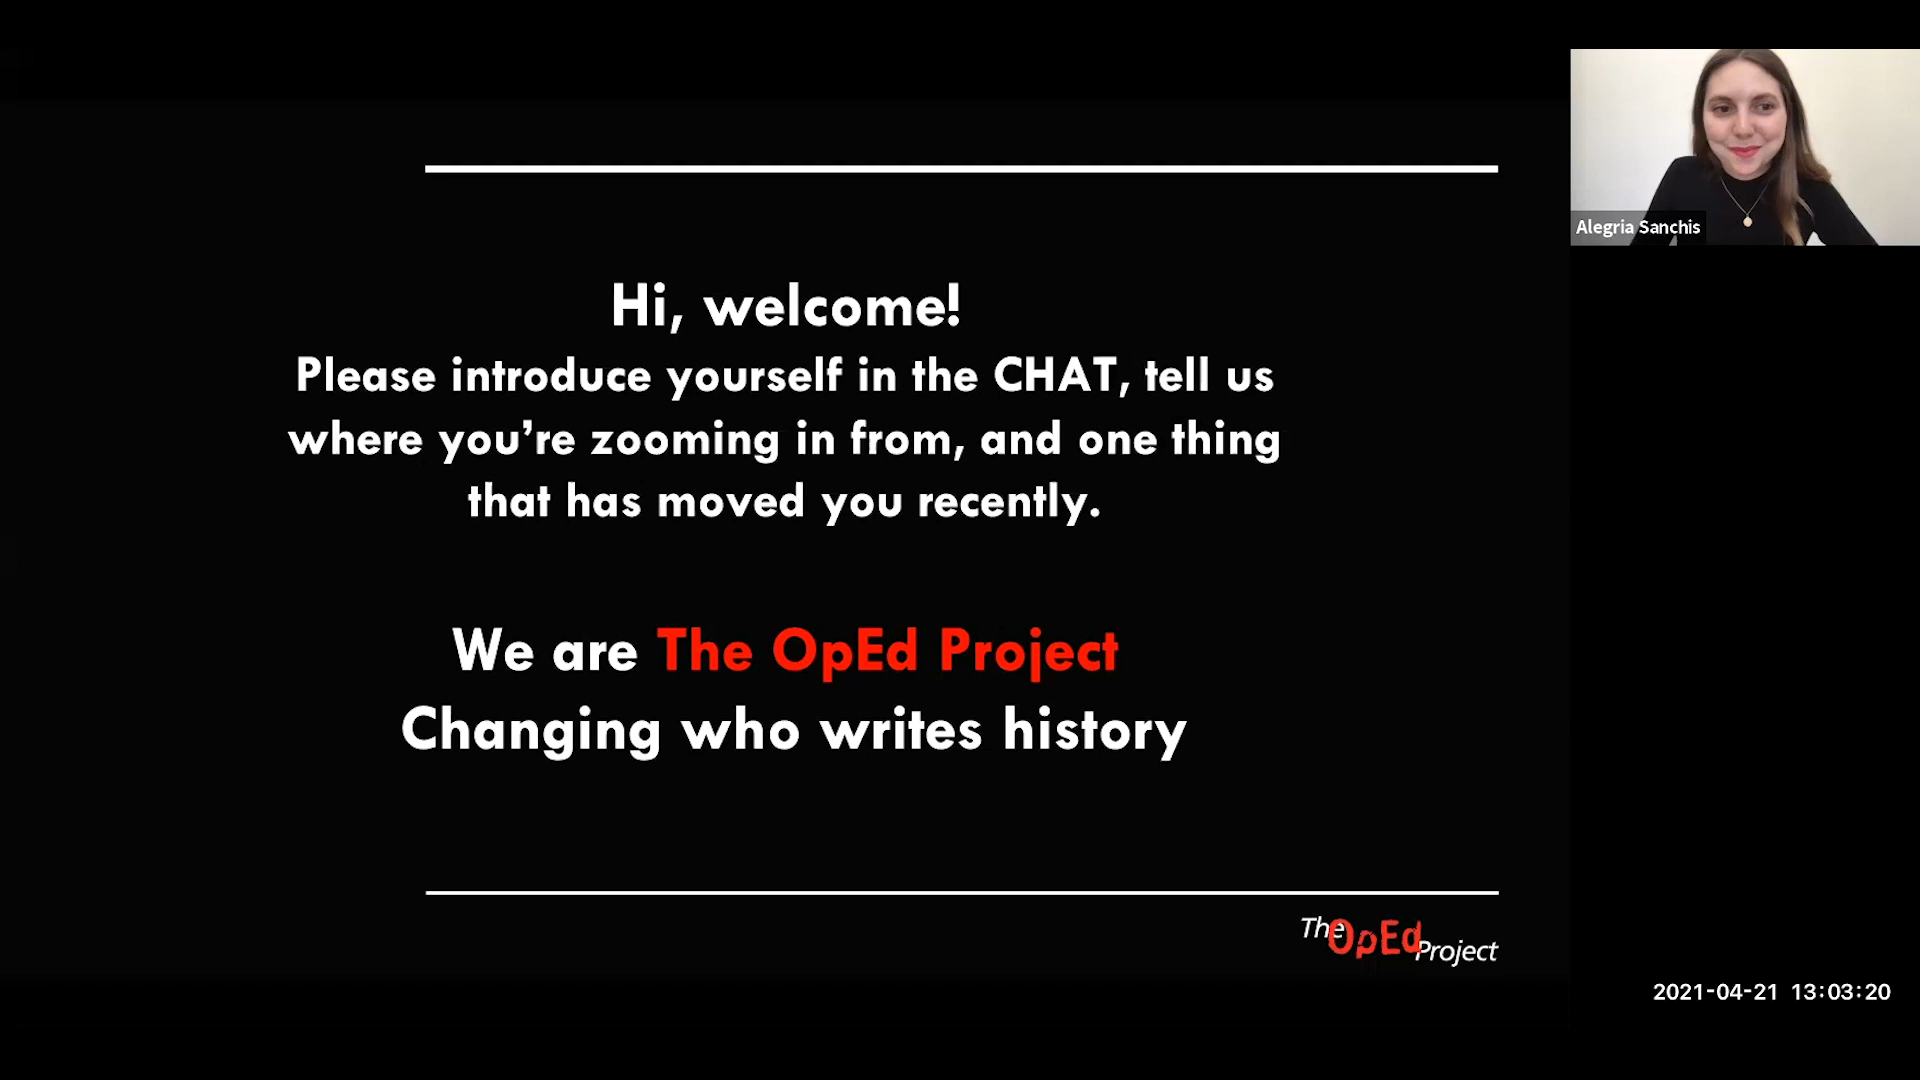 Hi, welcome!
Please introduce yourself in the CHAT, tell us
where you’re zooming in from, and one thing
that has moved you recently.
We are The OpEd Project
Changing who writes history
The OpEd Project
Alegria Sanchis
2021-04-21 13:03:20